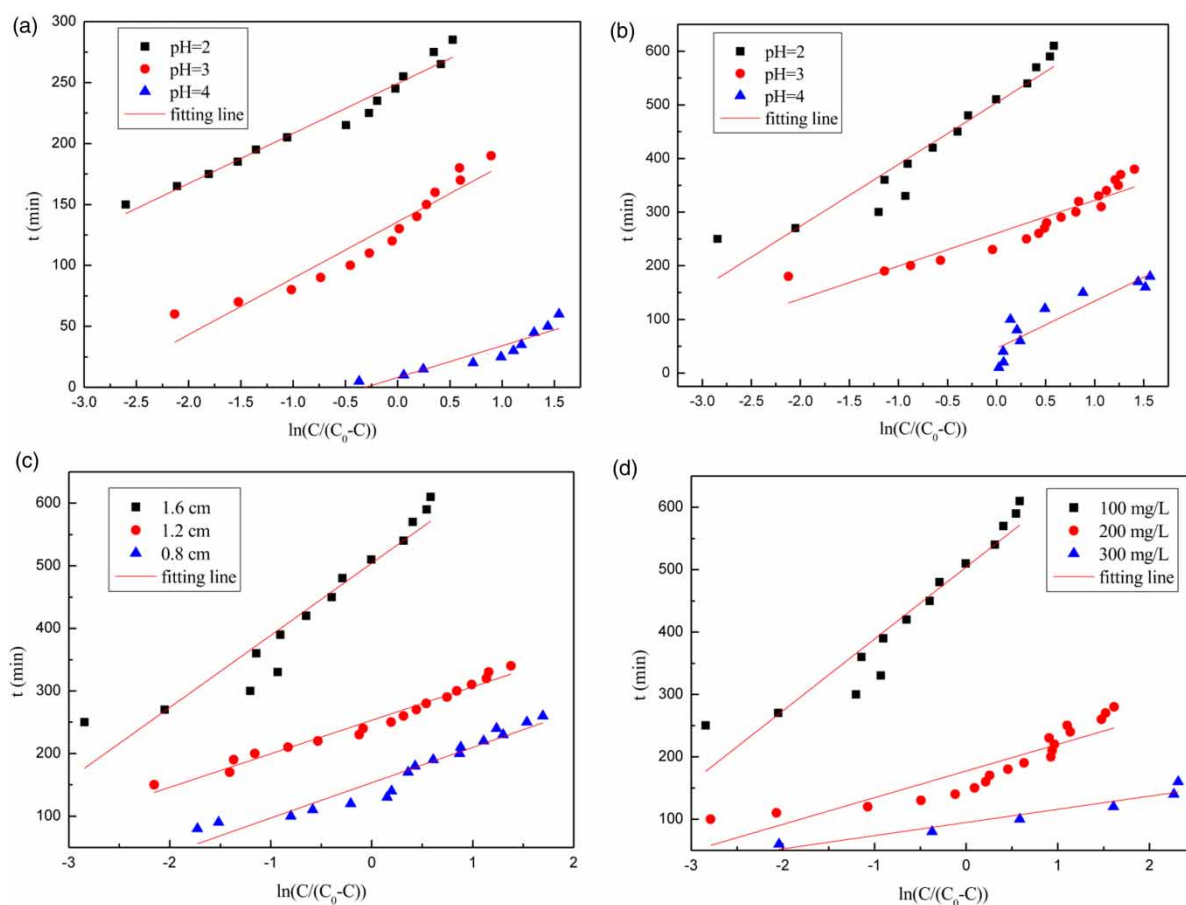 (a)
300
250
200
150
100
50
0
t (min)
pH=2
pH=3
pH=4
fitting line
-3.0 -2.5 -2.0 -1.5 -1.0 -0.5 0.0 0.5 1.0 1.5
ln(C/(C0-C))
(b)
600
500
400
300
200
100
0
t (min)
pH=2
pH=3
pH=4
fitting line
-3.0 -2.5 -2.0 -1.5 -1.0 -0.5 0.0 0.5 1.0 1.5
ln(C/(C0-C))
(c)
600
500
400
300
200
100
t (min)
1.6 cm
1.2 cm
0.8 cm
fitting line
-3 -2 -1 0 1 2
ln(C/(C0-C))
(d)
600
500
400
300
200
100
t (min)
100 mg/L
200 mg/L
300 mg/L
fitting line
-3 -2 -1 0 1 2
ln(C/(C0-C))